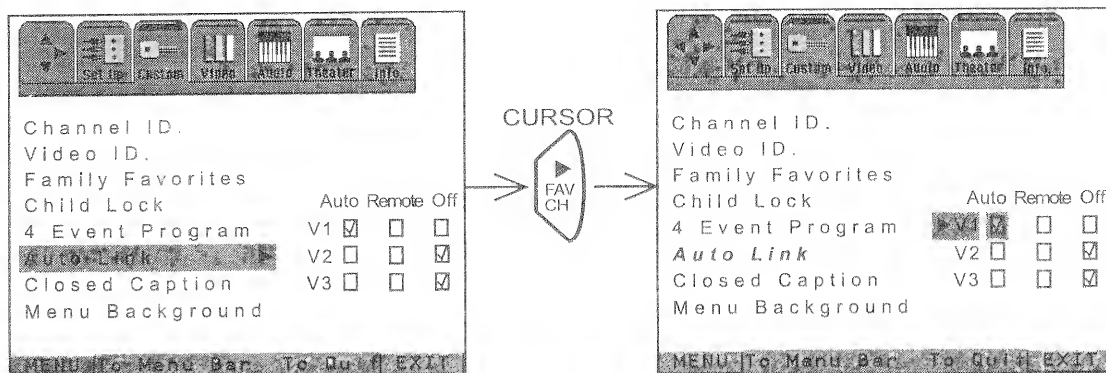 Set Up Custom Video Audio Theater Info.
Channel ID.
Video ID.
Family Favorites
Child Lock
4 Event Program
Auto Link
Closed Caption
Menu Background
Auto Remote Off
V1
V2
V3
MENU To Menu Bar To Quit EXIT
CURSOR
FAV
CH
Set Up Custom Video Audio Theater Info.
Channel ID.
Video ID.
Family Favorites
Child Lock
4 Event Program
Auto Link
Closed Caption
Menu Background
Auto Remote Off
V1
V2
V3
MENU To Menu Bar To Quit EXIT